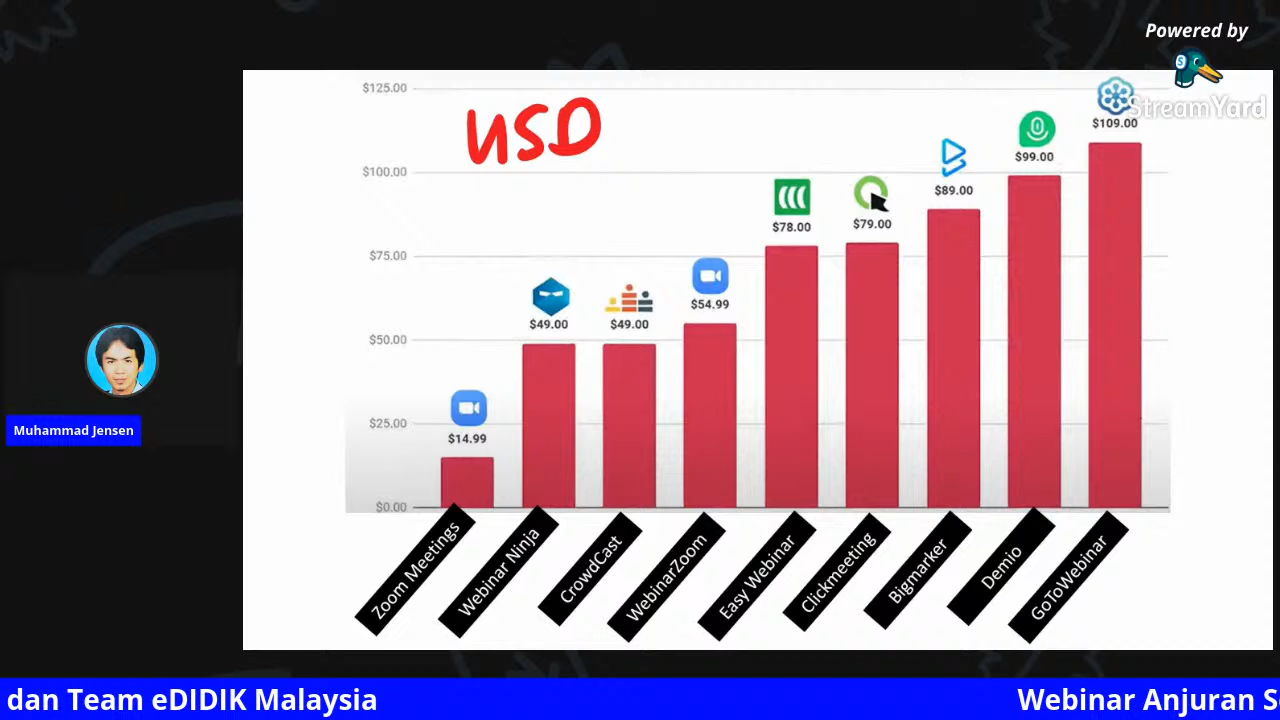 Powered by
StreamYard
$125.00
$100.00
$75.00
$50.00
$25.00
$0.00
USD
$14.99
$49.00
$49.00
$54.99
$78.00
$79.00
$89.00
$99.00
$109.00
Zoom Meetings
Webinar Ninja
CrowdCast
WebinarZoom
Easy Webinar
Clickmeeting
Bigmarker
Demio
GoToWebinar
Muhammad Jensen
dan Team eDIDIK Malaysia
Webinar Anjuran